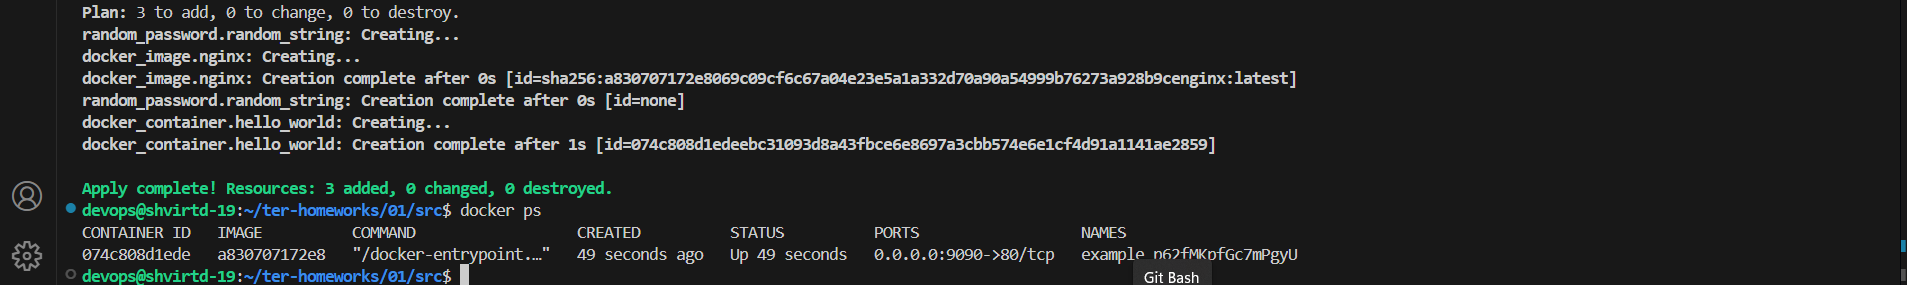 Plan: 3 to add, 0 to change, 0 to destroy.
random_password.random_string: Creating...
docker_image.nginx: Creating...
docker_image.nginx: Creation complete after 0s [id=sha256:a830707172e8069c09cf6c67a04e23e5a1a332d70a90a54999b76273a928b9cenginx:latest]
random_password.random_string: Creation complete after 0s [id=none]
docker_container.hello_world: Creating...
docker_container.hello_world: Creation complete after 1s [id=074c808d1edeebc31093d8a43fbce6e8697a3cbb574e6e1cf4d91a1141ae2859]
Apply complete! Resources: 3 added, 0 changed, 0 destroyed.
devops@shvirtd-19:~/ter-homeworks/01/src$ docker ps
CONTAINER ID IMAGE COMMAND CREATED STATUS PORTS NAMES
074c808d1ede a830707172e8 "/docker-entrypoint.…" 49 seconds ago Up 49 seconds 0.0.0.0:9090->80/tcp example_n62fMKpfGc7mPgyU
devops@shvirtd-19:~/ter-homeworks/01/src$
Git Bash